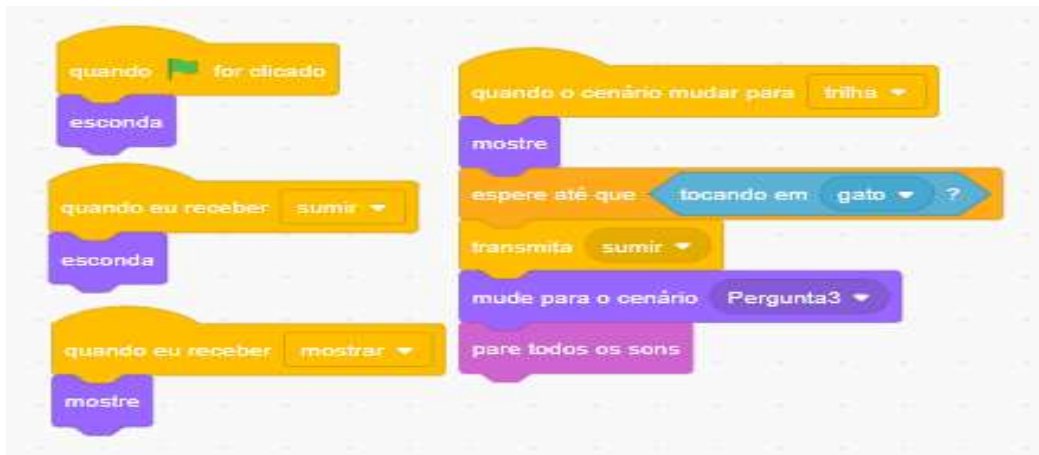 quando for clicado
esconda
quando eu receber sumir
esconda
quando eu receber mostrar
mostre
quando o cenário mudar para trilha
mostre
espere até que tocando em gato ?
transmita sumir
mude para o cenário Pergunta3
pare todos os sons